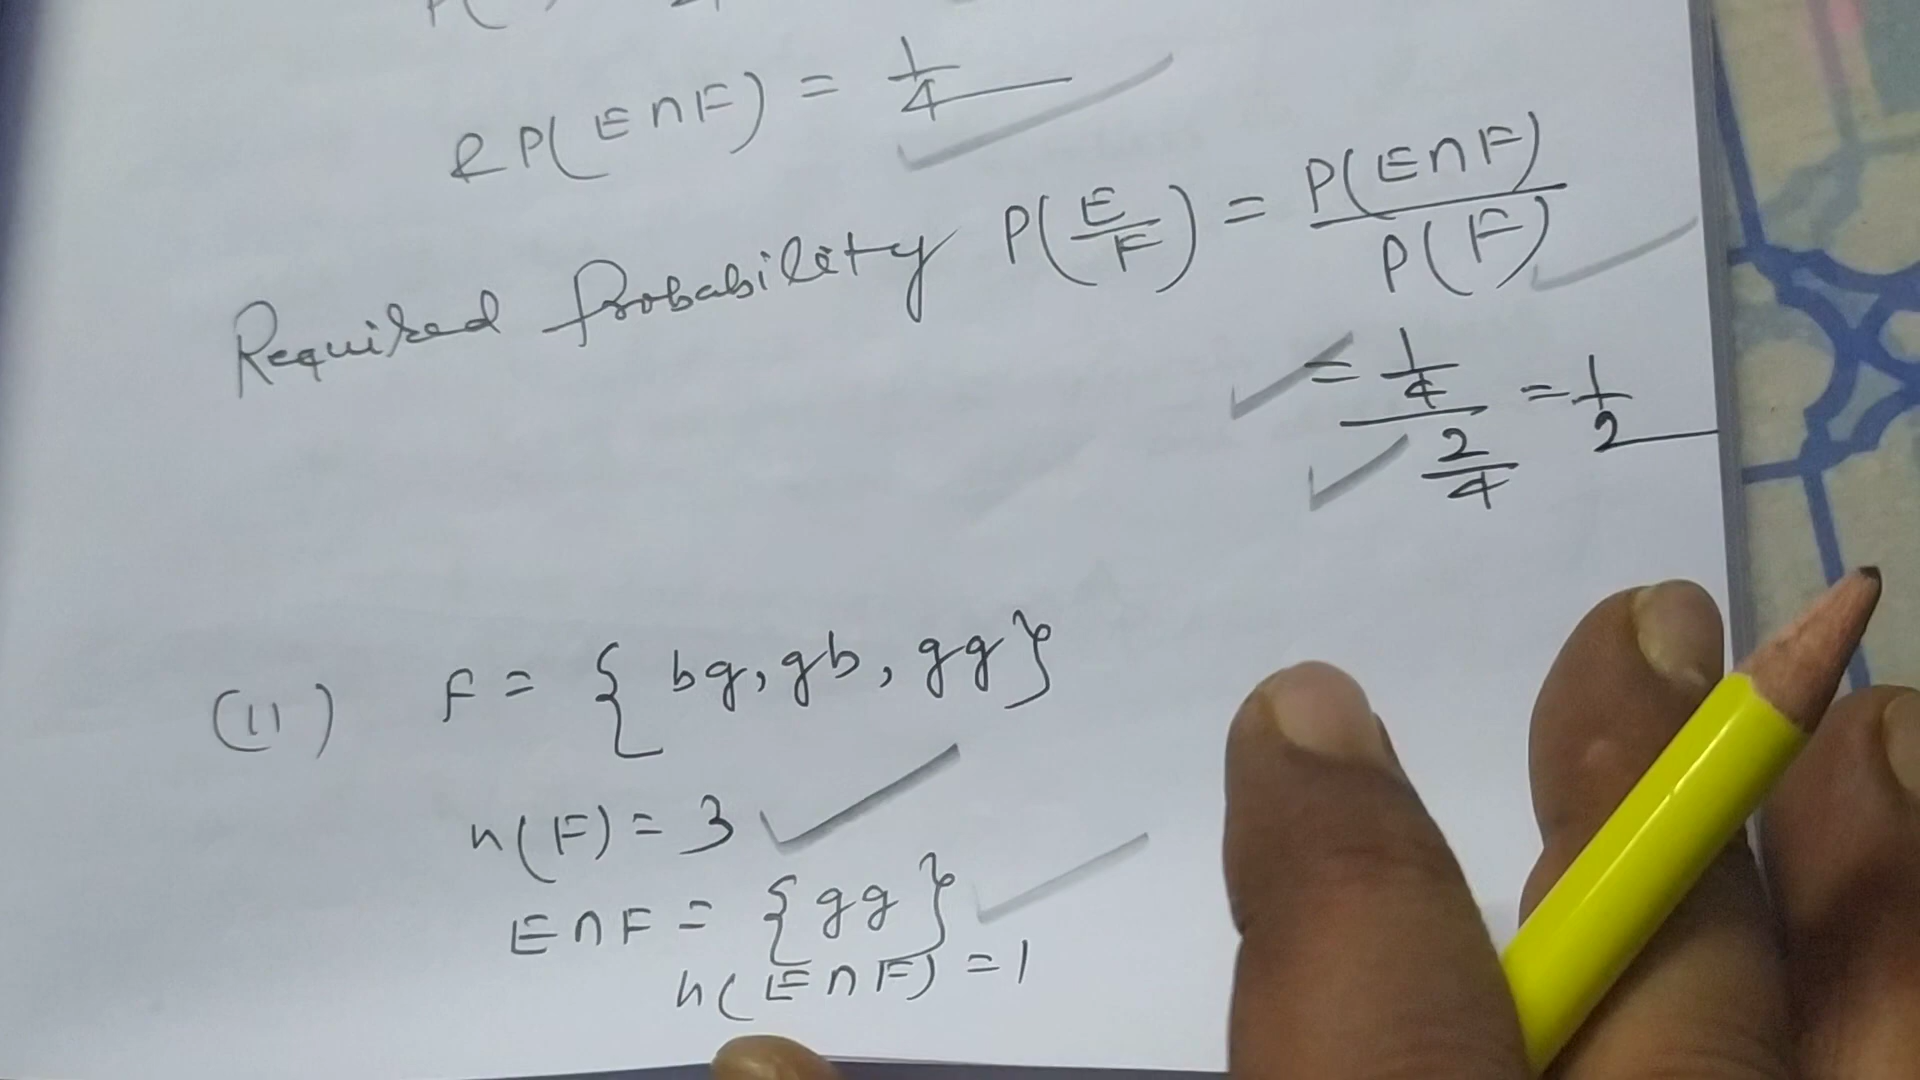 & P(E∩F) = 1/4
Required Probability P(E/F) = P(E∩F)/P(F)
= (1/4)/(2/4) = 1/2
(ii) F = { bg, gb, gg }
n(F) = 3
E∩F = { gg }
n(E∩F) = 1